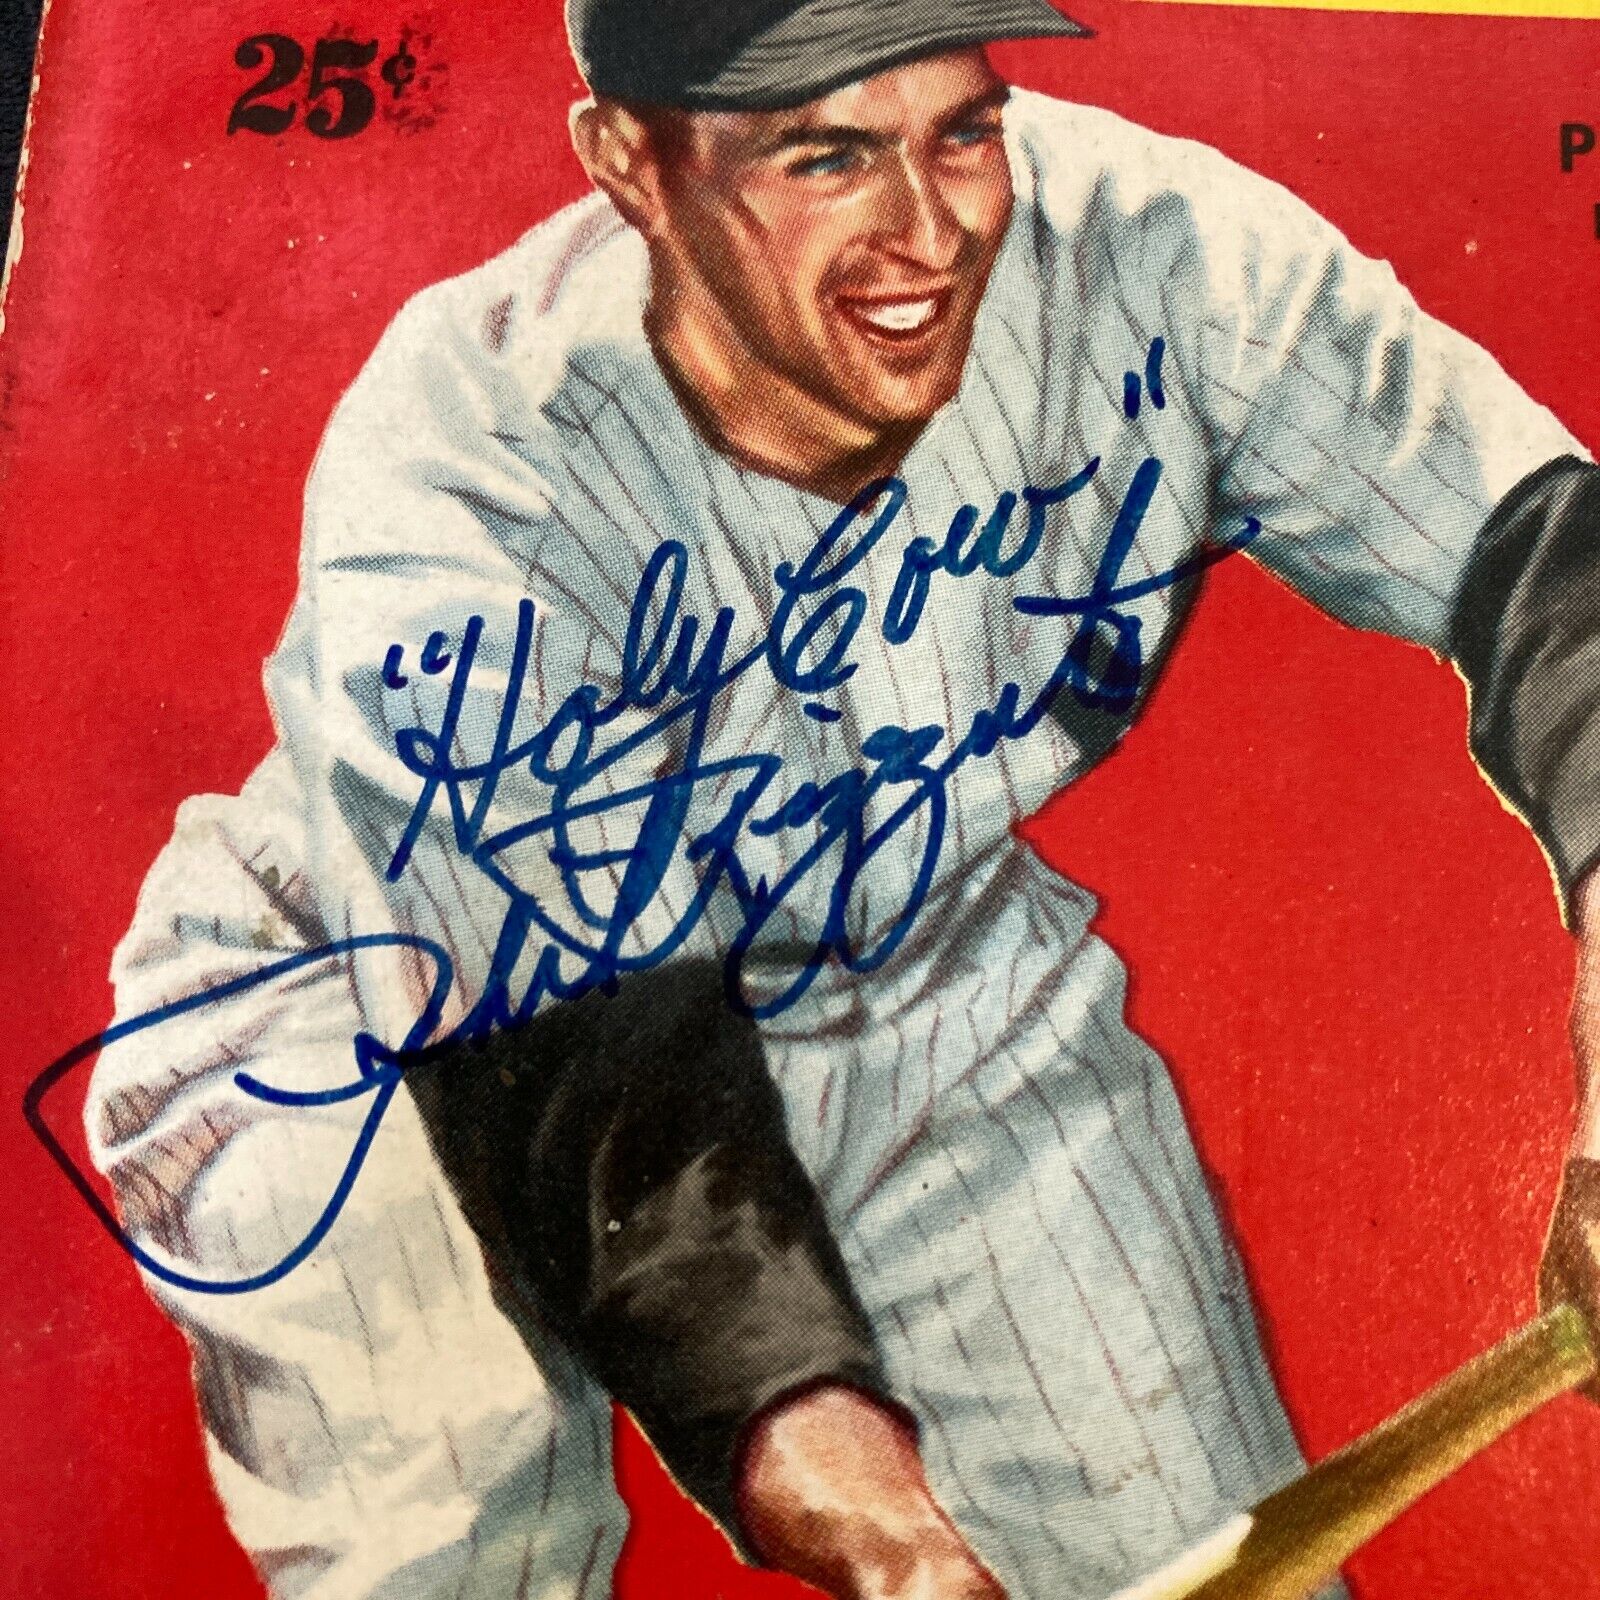 25¢
P
"Holy Cow"
Phil Rizzuto